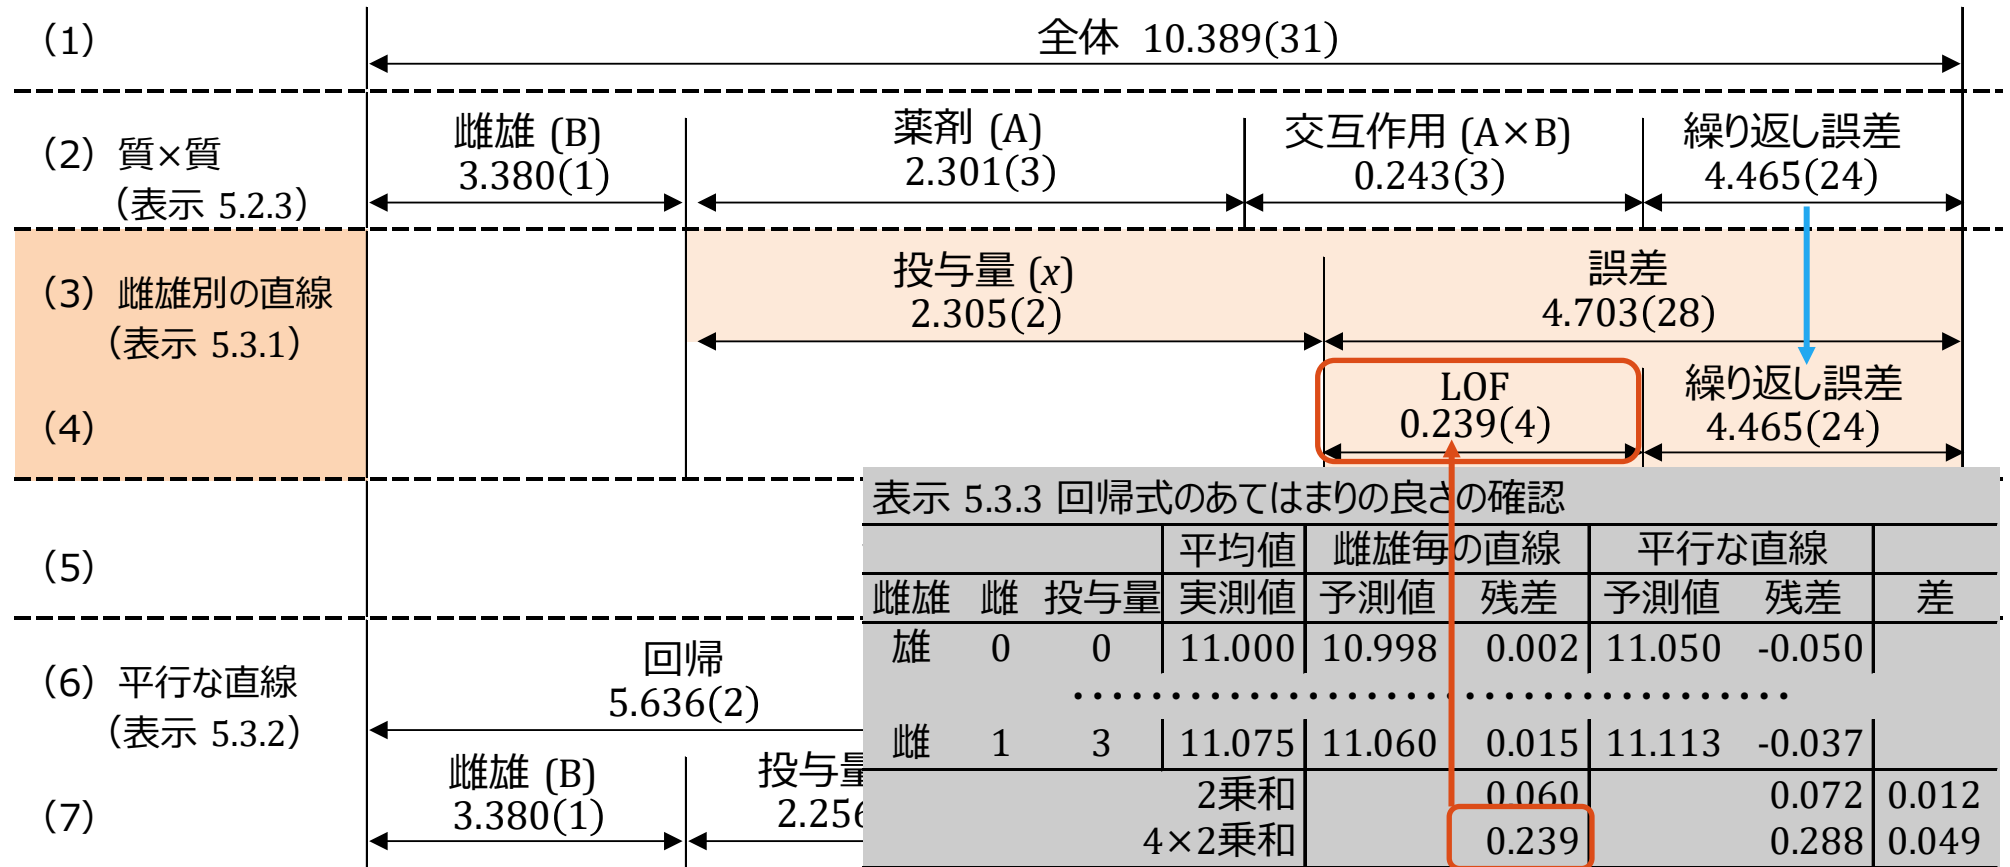 (1)
全体 10.389(31)
(2) 質×質
(表示 5.2.3)
雌雄 (B)
3.380(1)
薬剤 (A)
2.301(3)
交互作用 (A×B)
0.243(3)
繰り返し誤差
4.465(24)
(3) 雌雄別の直線
(表示 5.3.1)
投与量 (x)
2.305(2)
誤差
4.703(28)
(4)
LOF
0.239(4)
繰り返し誤差
4.465(24)
(5)
(6) 平行な直線
(表示 5.3.2)
回帰
5.636(2)
(7)
雌雄 (B)
3.380(1)
投与量
2.256
表示 5.3.3 回帰式のあてはまりの良さの確認
平均値 雌雄毎の直線 平行な直線
雌雄 雌 投与量 実測値 予測値 残差 予測値 残差 差
雄 0 0 11.000 10.998 0.002 11.050 -0.050
雌 1 3 11.075 11.060 0.015 11.113 -0.037
2乗和 0.060 0.072 0.012
4×2乗和 0.239 0.288 0.049